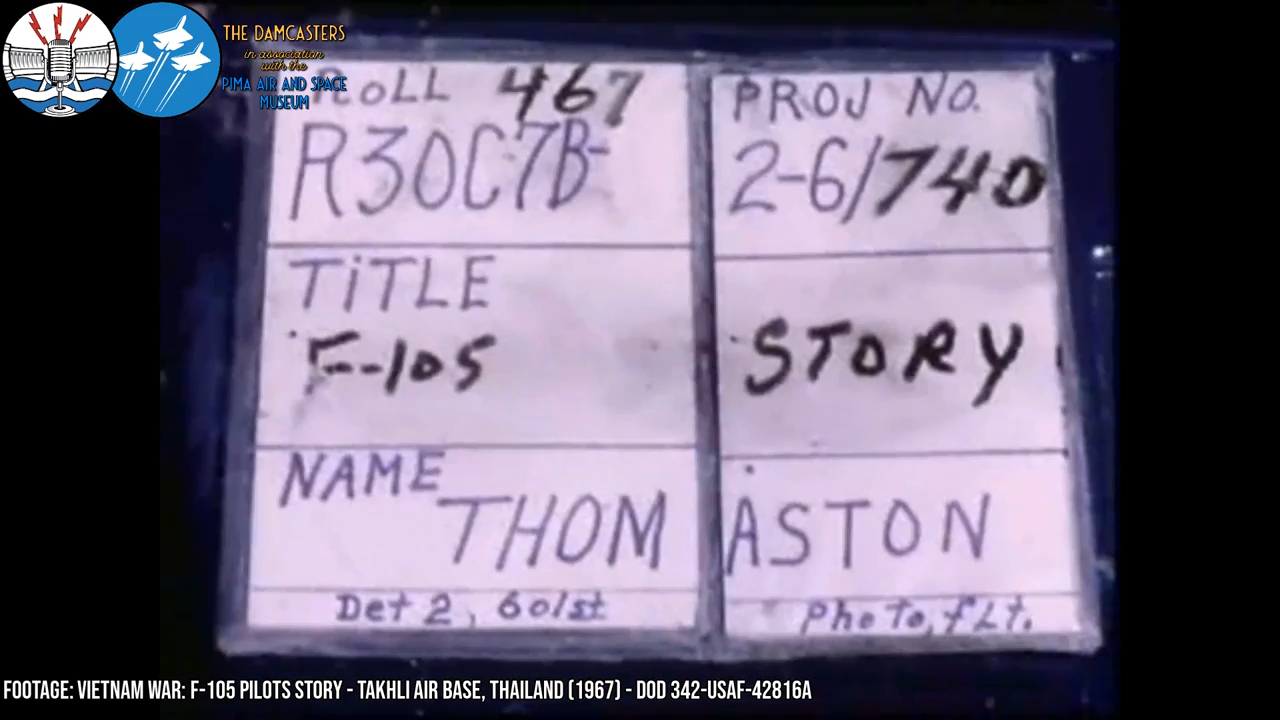 THE DAMCASTERS
in association
with the
PIMA AIR AND SPACE
MUSEUM
ROLL 467
R30C7B-
PROJ NO.
2-6/740
TITLE
F-105
STORY
NAME
THOM ASTON
Det 2, 601st
Photo, fLt.
FOOTAGE: VIETNAM WAR: F-105 PILOTS STORY - TAKHLI AIR BASE, THAILAND (1967) - DOD 342-USAF-42816A